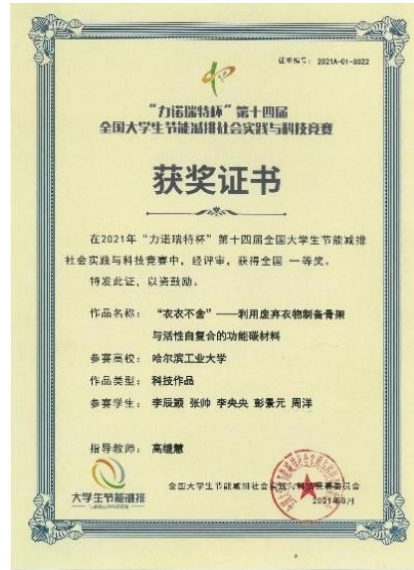 证书编号： 2021A-01-0022
“力诺瑞特杯”第十四届
全国大学生节能减排社会实践与科技竞赛
获奖证书
在2021年“力诺瑞特杯”第十四届全国大学生节能减排
社会实践与科技竞赛中，经评审，获得全国 一等奖。
特发此证，以资鼓励。
作品名称： “衣衣不舍”——利用废弃衣物制备骨架
与活性自复合的功能碳材料
参赛高校： 哈尔滨工业大学
作品类型： 科技作品
参赛学生： 李辰颖 张帅 李央央 彭景元 周洋
指导教师： 高继慧
大学生节能减排
全国大学生节能减排社会实践与科技竞赛委员会
2021年8月